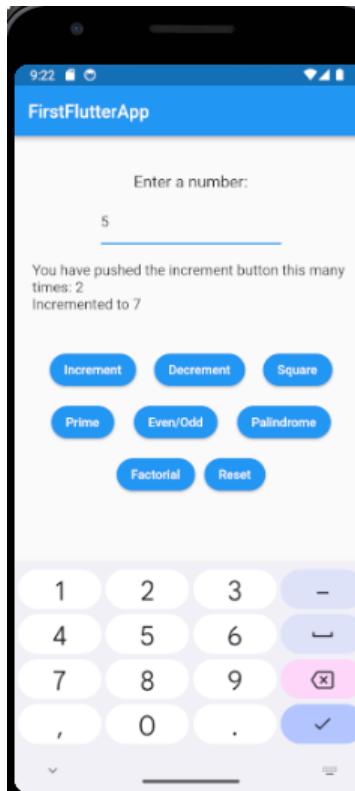 9:22
FirstFlutterApp
Enter a number:
5
You have pushed the increment button this many
times: 2
Incremented to 7
Increment Decrement Square
Prime Even/Odd Palindrome
Factorial Reset
1 2 3 -
4 5 6
7 8 9
, 0 .